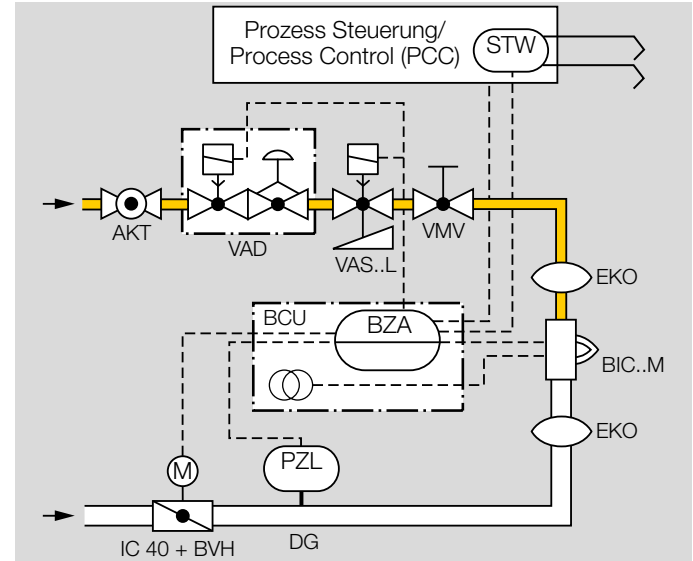 Prozess Steuerung/
Process Control (PCC)
STW
AKT
VAD
VAS..L
VMV
EKO
BCU
BZA
BIC..M
EKO
PZL
M
DG
IC 40 + BVH